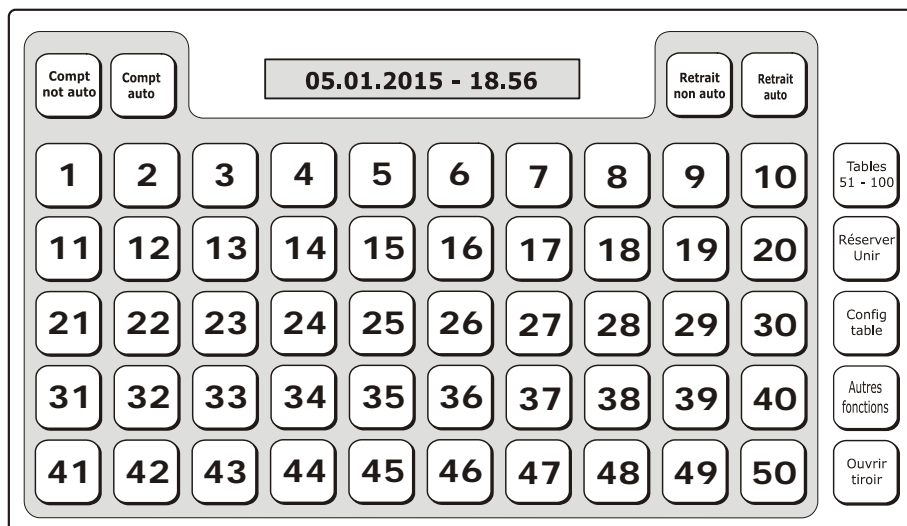 Compt
not auto
Compt
auto
05.01.2015 - 18.56
Retrait
non auto
Retrait
auto
1 2 3 4 5 6 7 8 9 10
Tables
51 - 100
11 12 13 14 15 16 17 18 19 20
Réserver
Unir
21 22 23 24 25 26 27 28 29 30
Config
table
31 32 33 34 35 36 37 38 39 40
Autres
fonctions
41 42 43 44 45 46 47 48 49 50
Ouvrir
tiroir